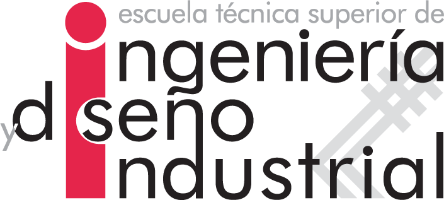 escuela técnica superior de
ingeniería
y diseño
industrial